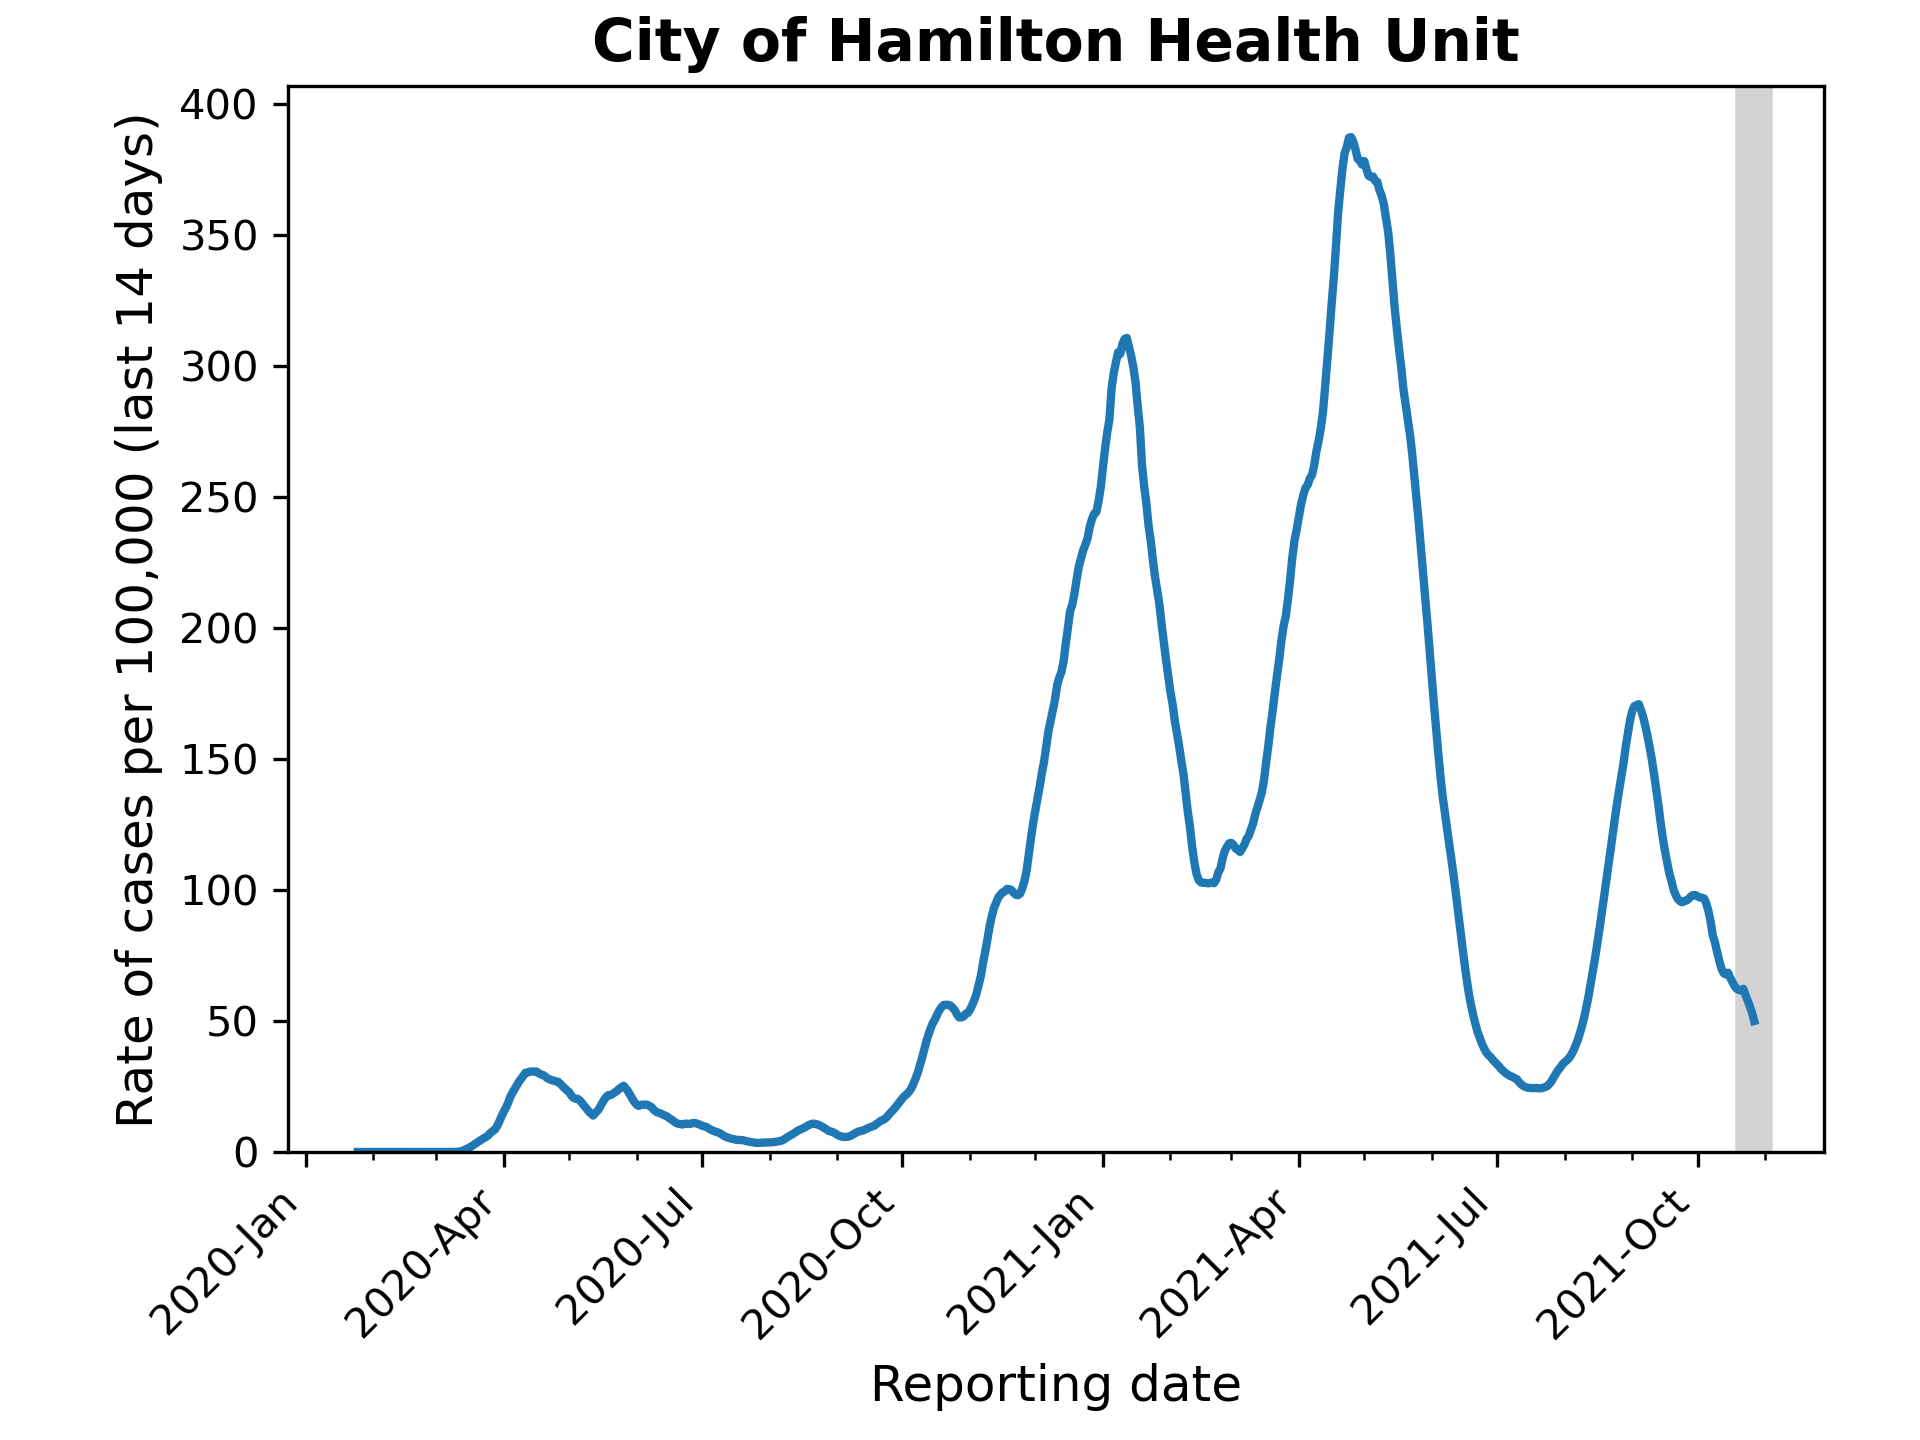 City of Hamilton Health Unit
Rate of cases per 100,000 (last 14 days)
400
350
300
250
200
150
100
50
0
2020-Jan
2020-Apr
2020-Jul
2020-Oct
2021-Jan
2021-Apr
2021-Jul
2021-Oct
Reporting date